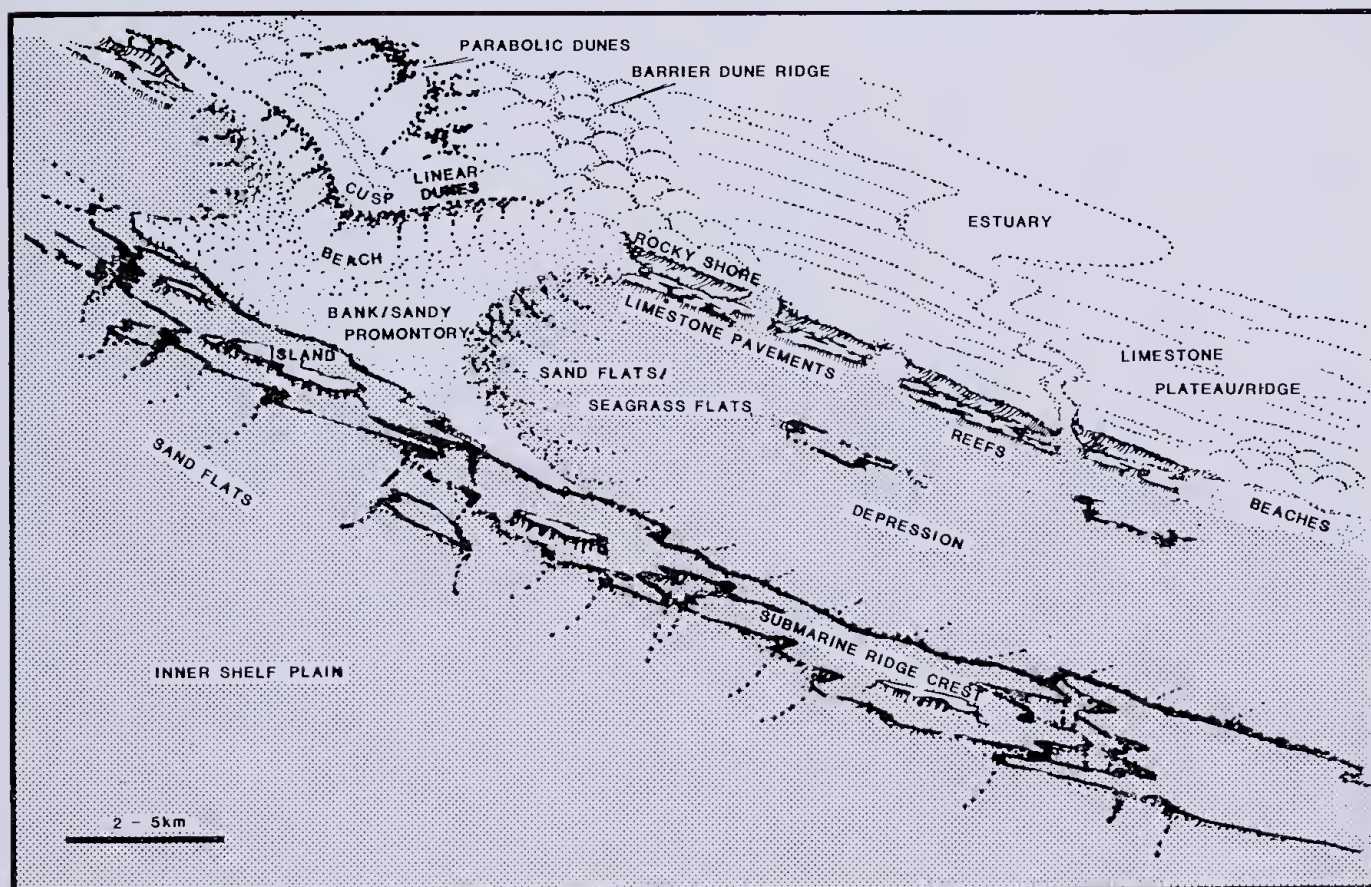 PARABOLIC DUNES
BARRIER DUNE RIDGE
CUSP
LINEAR
DUNES
ESTUARY
BEACH
ROCKY SHORE
BANK/SANDY
PROMONTORY
LIMESTONE PAVEMENTS
ISLAND
LIMESTONE
PLATEAU/RIDGE
SAND FLATS/
SEAGRASS FLATS
SAND FLATS
REEFS
BEACHES
DEPRESSION
SUBMARINE RIDGE CREST
INNER SHELF PLAIN
2 – 5km